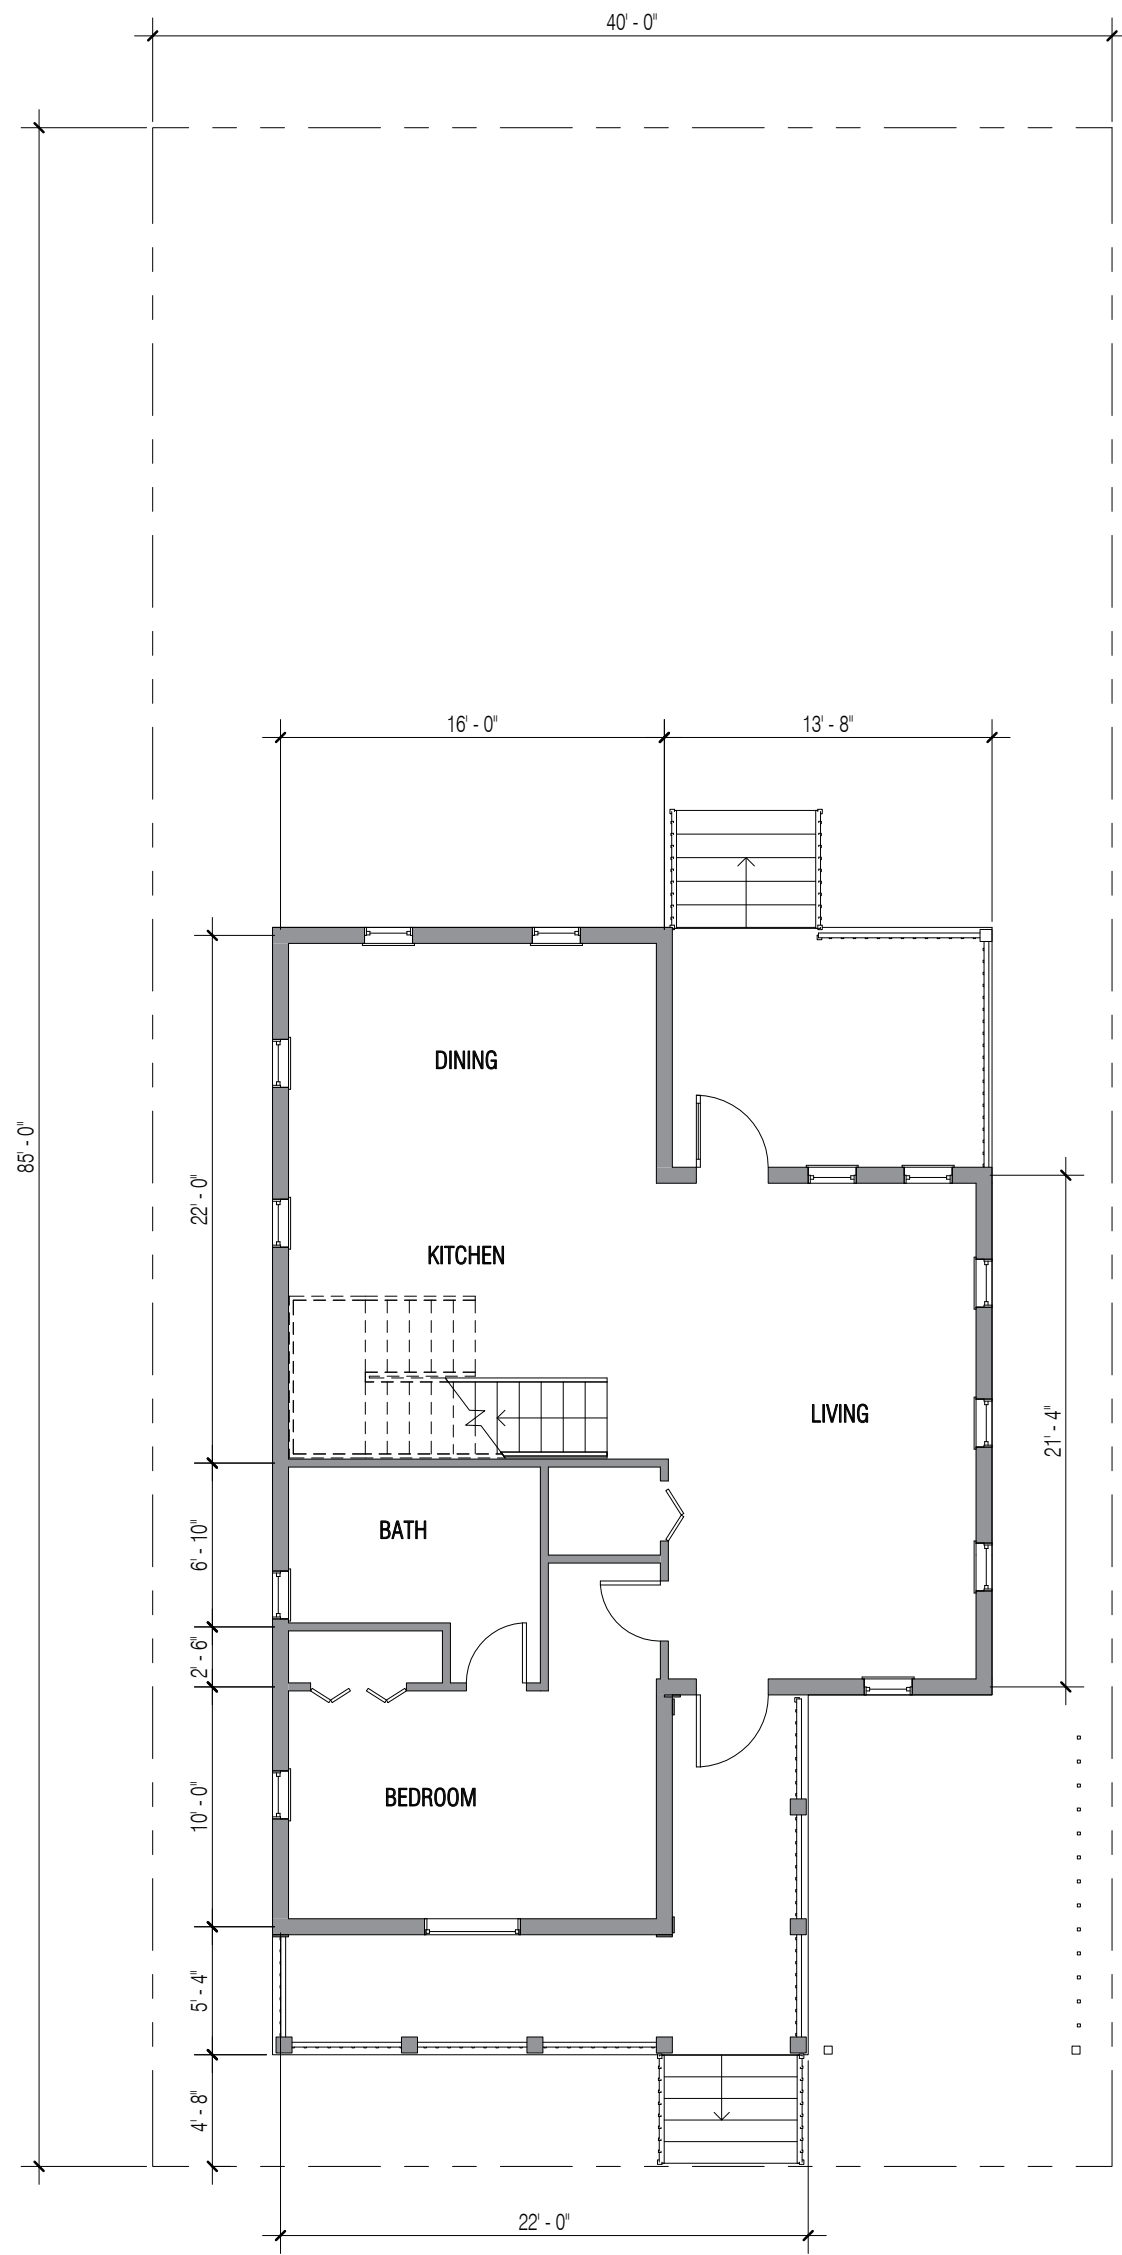 40' - 0"
16' - 0"
13' - 8"
DINING
85' - 0"
22' - 0"
KITCHEN
LIVING
21' - 4"
BATH
6' - 10"
2' - 6"
BEDROOM
10' - 0"
5' - 4"
4' - 8"
22' - 0"